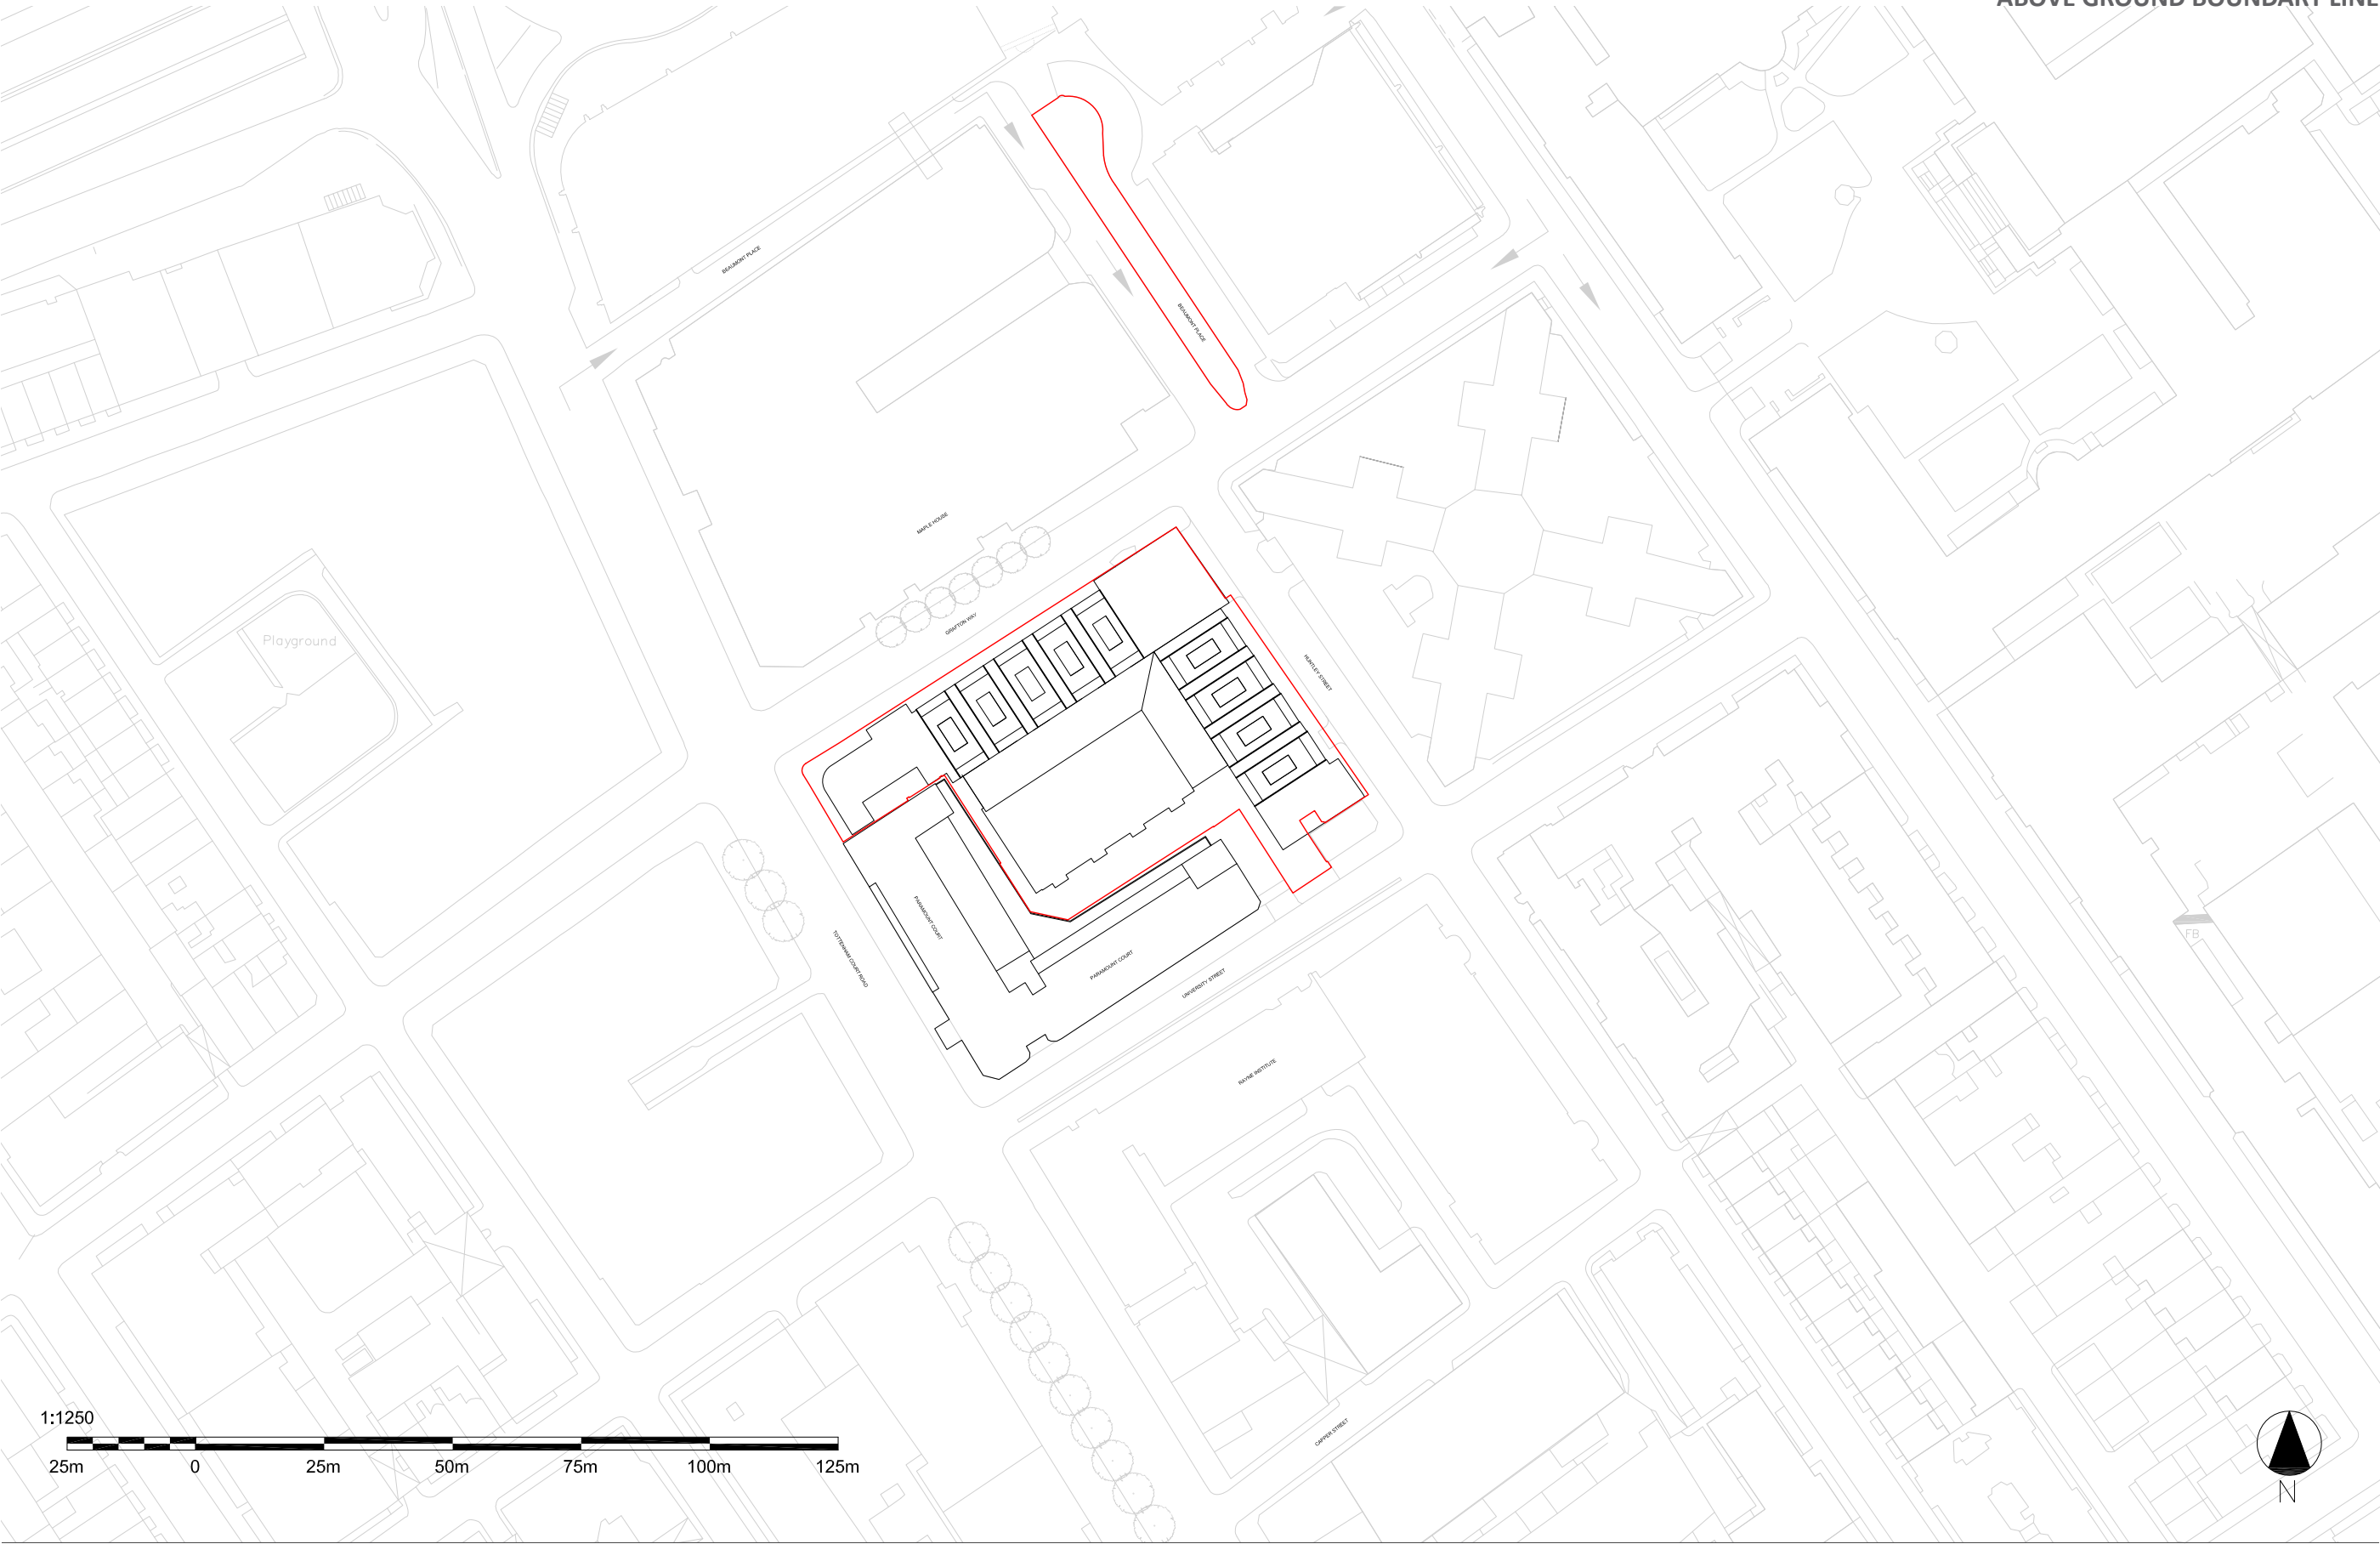 ABOVE GROUND BOUNDARY LINE
BEAUMONT PLACE
BEAUMONT PLACE
MAPLE HOUSE
GRAFTON WAY
Playground
HUNTLEY STREET
PARAMOUNT COURT
TOTTENHAM COURT ROAD
PARAMOUNT COURT
UNIVERSITY STREET
FB
RAYNE INSTITUTE
CAPPER STREET
1:1250
25m 0 25m 50m 75m 100m 125m
N